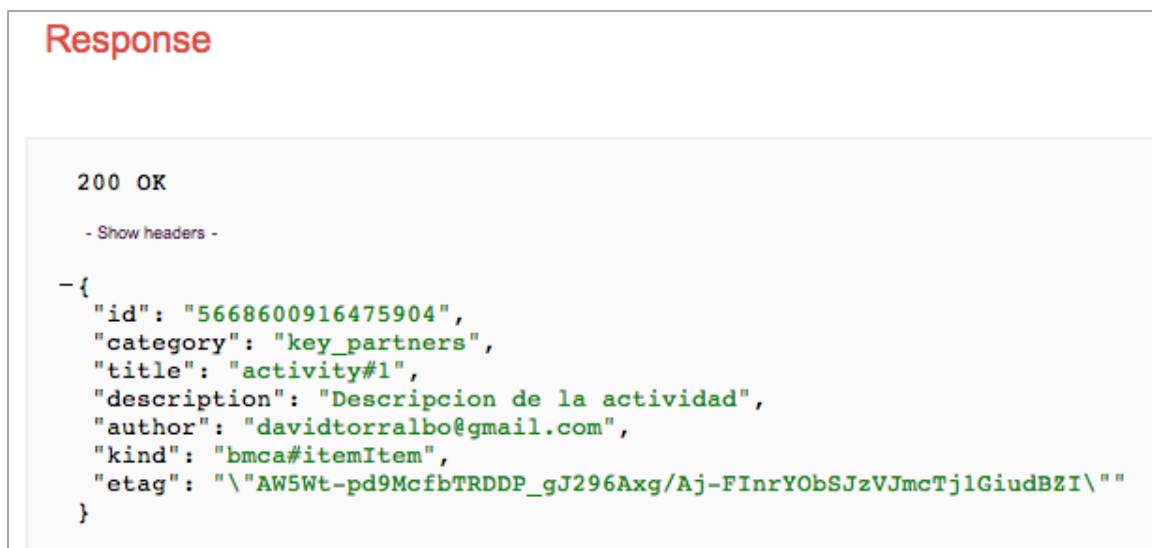 Response
200 OK
- Show headers -
−{
"id": "5668600916475904",
"category": "key_partners",
"title": "activity#1",
"description": "Descripcion de la actividad",
"author": "davidtorralbo@gmail.com",
"kind": "bmca#itemItem",
"etag": "\"AW5Wt-pd9McfbTRDDP_gJ296Axg/Aj-FInrYObSJzVJmcTj1GiudBZI\""
}